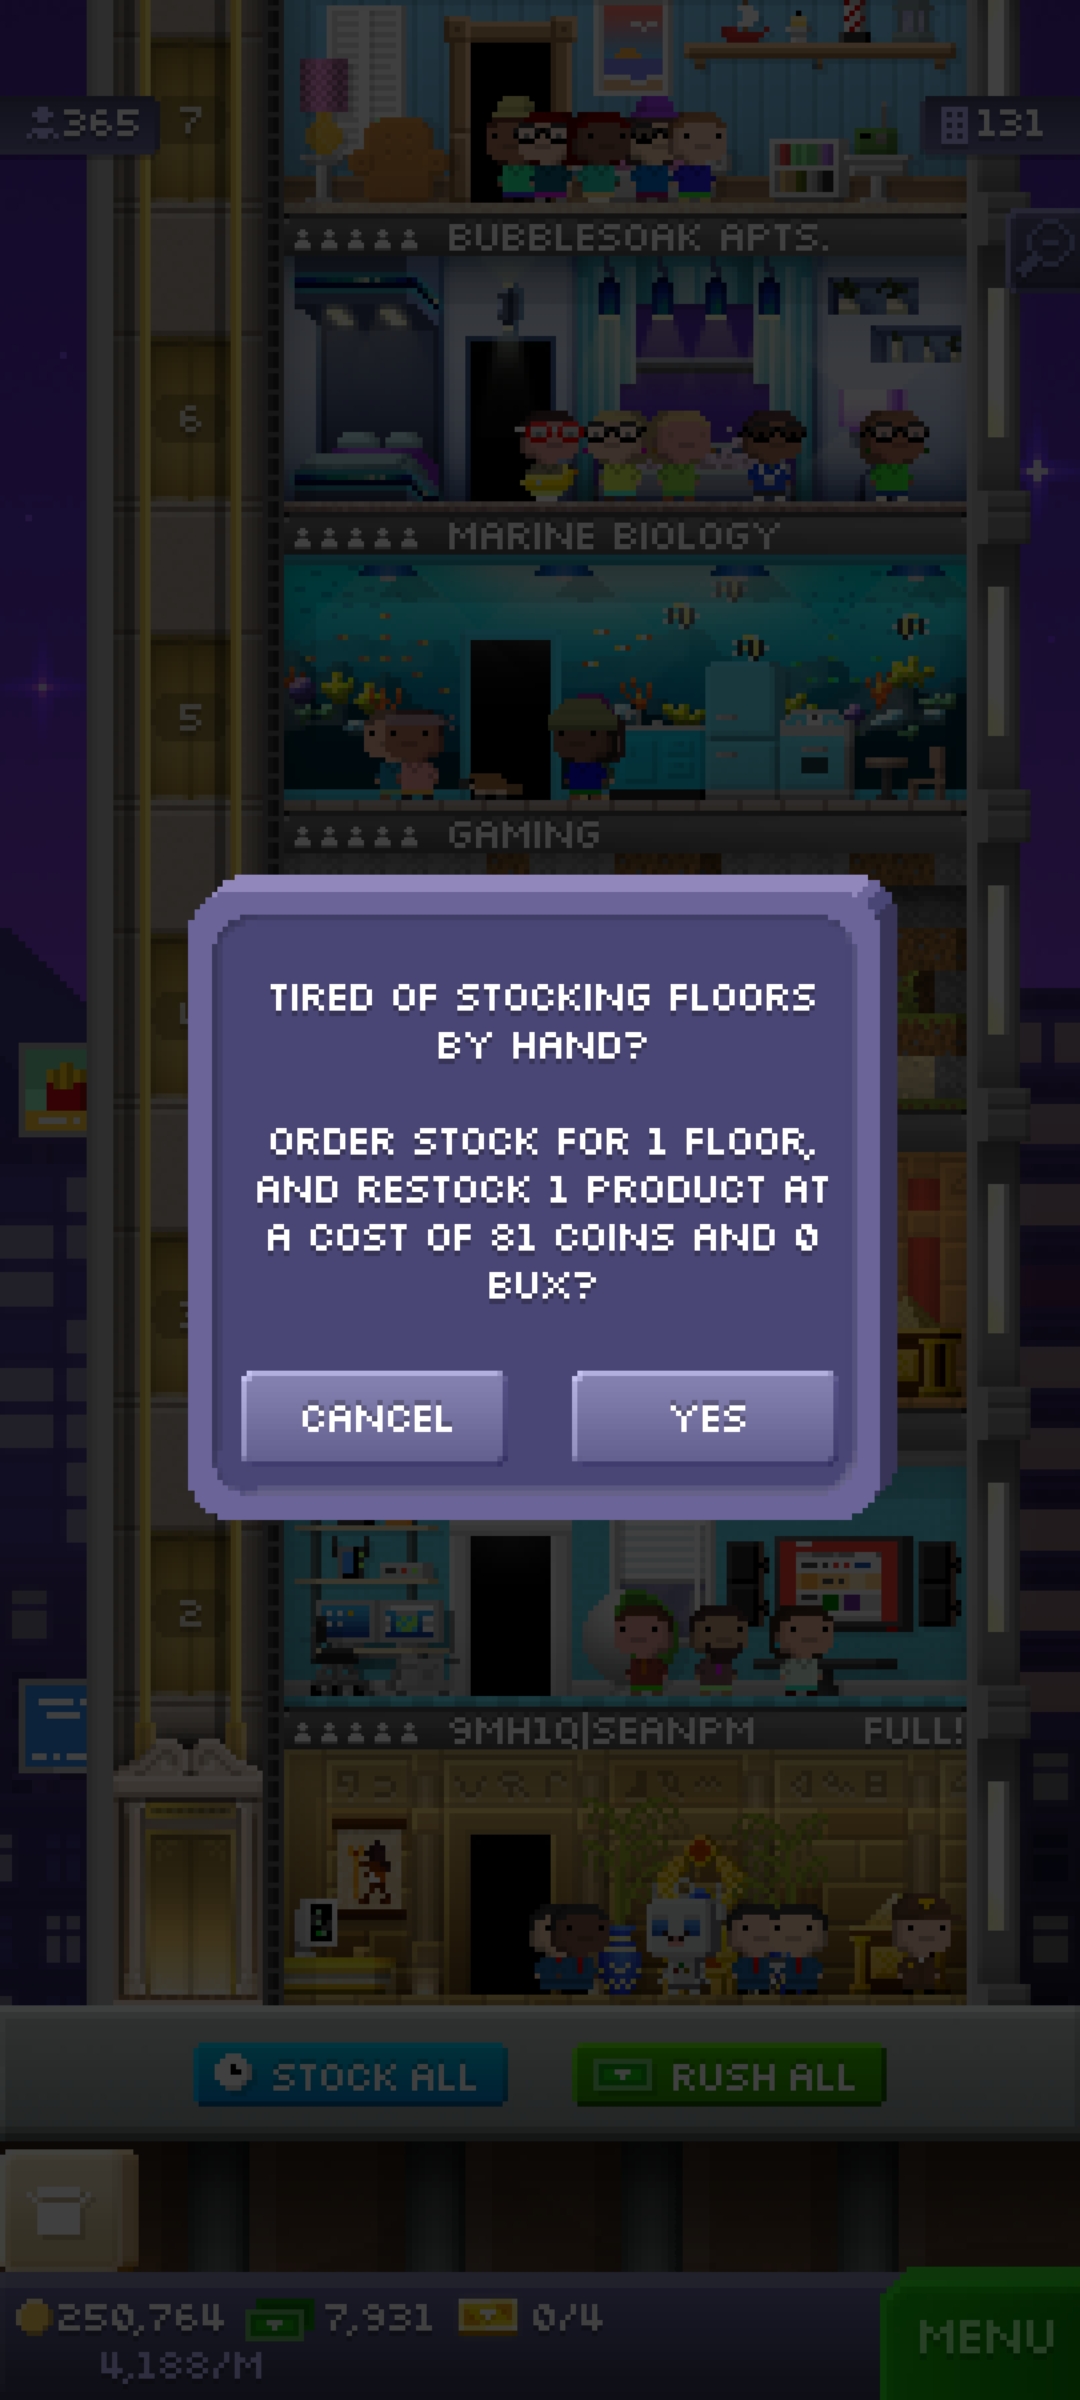 365
7
131
BUBBLESOAK APTS.
6
MARINE BIOLOGY
5
GAMING
TIRED OF STOCKING FLOORS
BY HAND?
ORDER STOCK FOR 1 FLOOR,
AND RESTOCK 1 PRODUCT AT
A COST OF 81 COINS AND 0
BUX?
CANCEL
YES
2
9MH1Q|SEANPM
FULL!
STOCK ALL
RUSH ALL
250,764
7,931
0/4
4,188/M
MENU